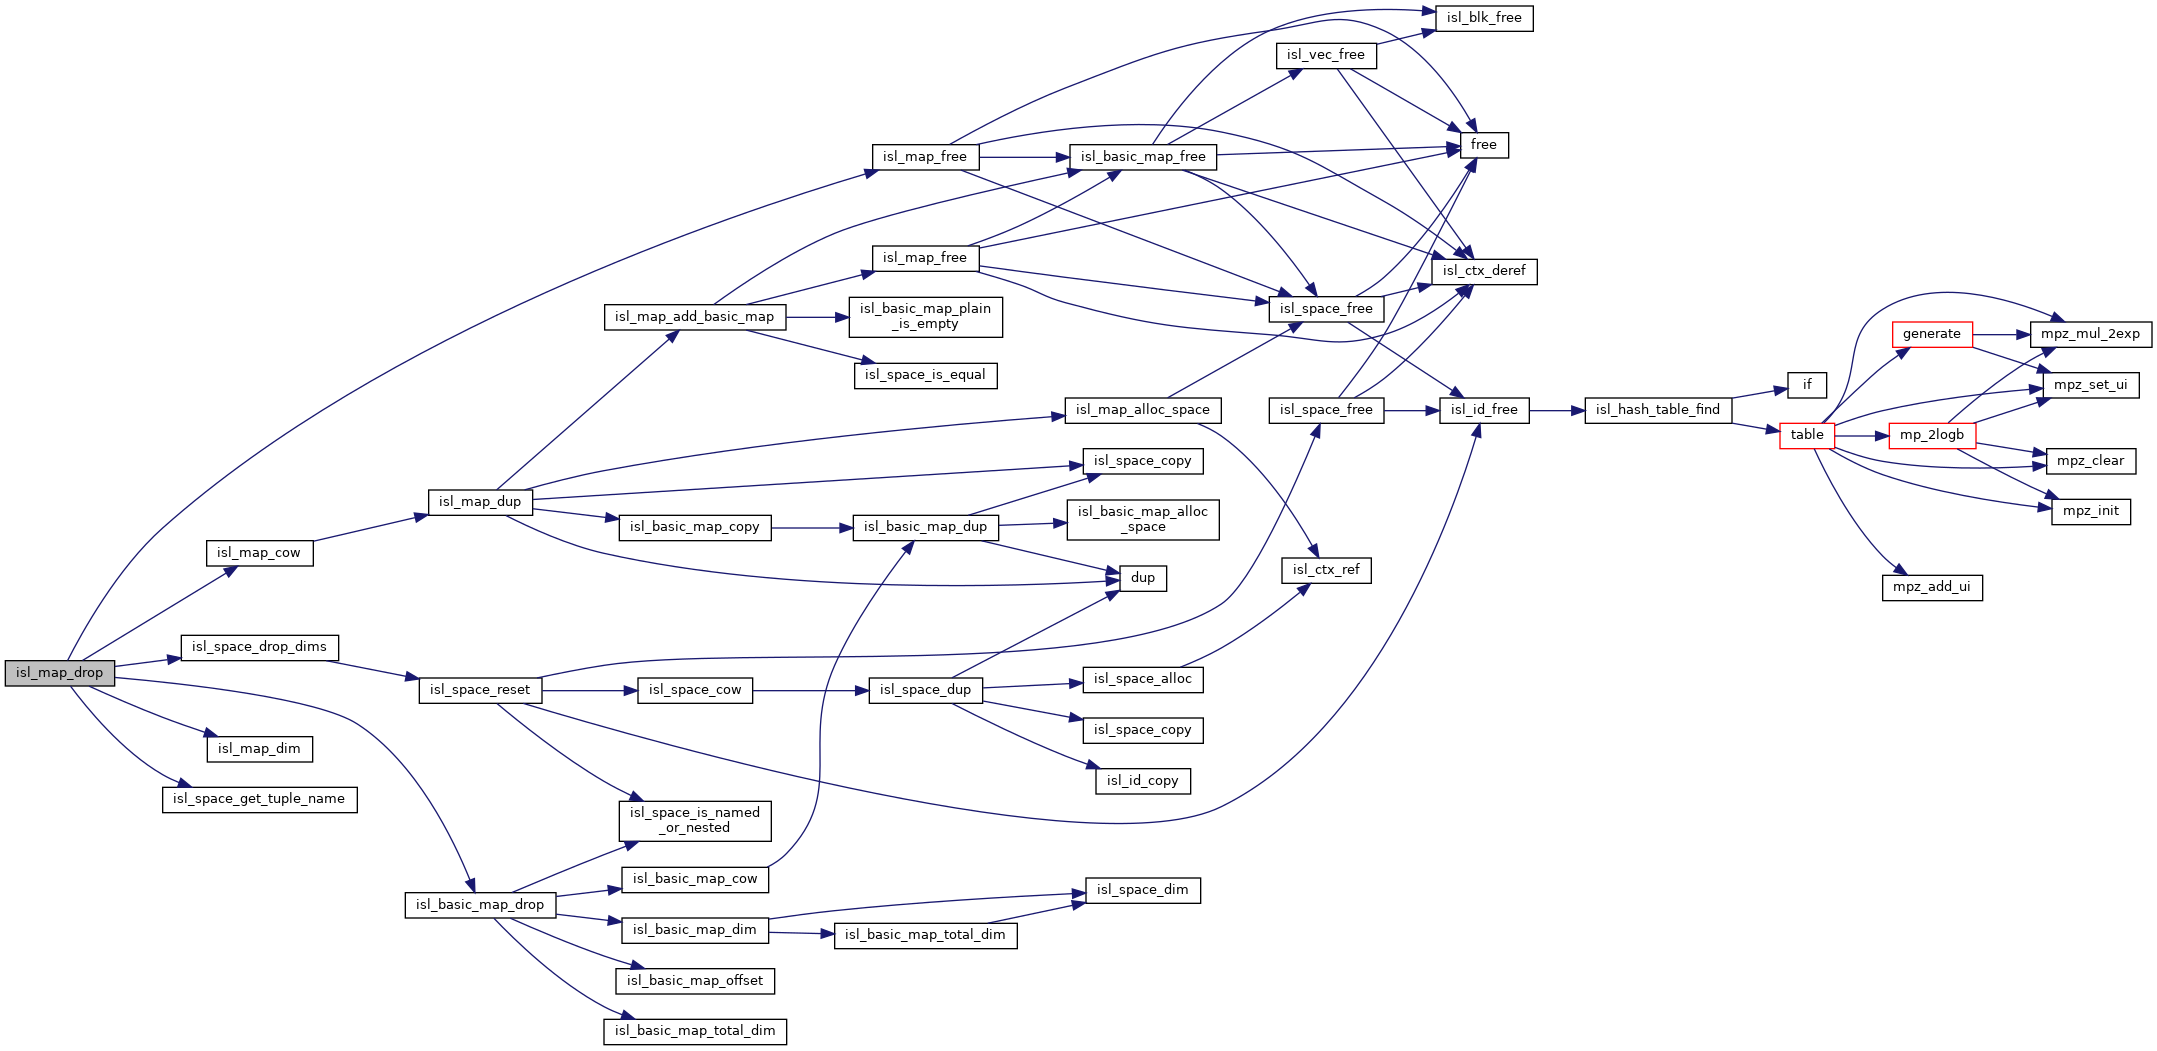 isl_blk_free
isl_vec_free
free
isl_map_free
isl_basic_map_free
isl_map_free
isl_ctx_deref
isl_space_free
isl_map_add_basic_map
isl_basic_map_plain
_is_empty
isl_space_is_equal
generate
mpz_mul_2exp
if
mpz_set_ui
isl_map_alloc_space
isl_space_free
isl_id_free
isl_hash_table_find
table
mp_2logb
isl_space_copy
mpz_clear
isl_map_dup
isl_basic_map_copy
isl_basic_map_dup
isl_basic_map_alloc
_space
mpz_init
isl_map_cow
dup
isl_ctx_ref
mpz_add_ui
isl_space_drop_dims
isl_map_drop
isl_space_reset
isl_space_cow
isl_space_dup
isl_space_alloc
isl_space_copy
isl_map_dim
isl_id_copy
isl_space_get_tuple_name
isl_space_is_named
_or_nested
isl_basic_map_cow
isl_space_dim
isl_basic_map_drop
isl_basic_map_dim
isl_basic_map_total_dim
isl_basic_map_offset
isl_basic_map_total_dim